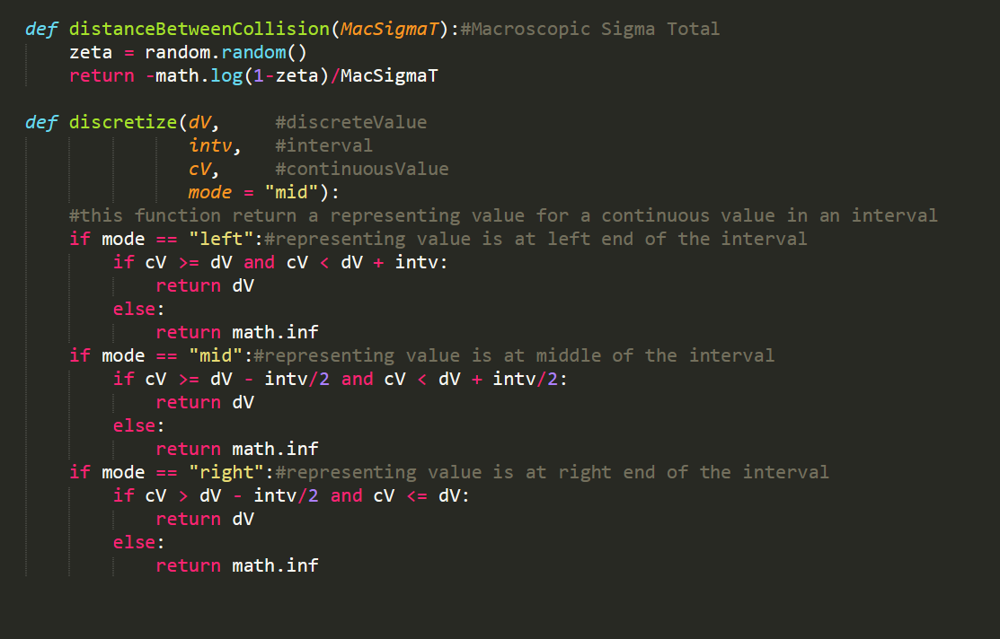 def distanceBetweenCollision(MacSigmaT):#Macroscopic Sigma Total
    zeta = random.random()
    return -math.log(1-zeta)/MacSigmaT

def discretize(dV,     #discreteValue
               intv,   #interval
               cV,     #continuousValue
               mode = "mid"):
    #this function return a representing value for a continuous value in an interval
    if mode == "left":#representing value is at left end of the interval
        if cV >= dV and cV < dV + intv:
            return dV
        else:
            return math.inf
    if mode == "mid":#representing value is at middle of the interval
        if cV >= dV - intv/2 and cV < dV + intv/2:
            return dV
        else:
            return math.inf
    if mode == "right":#representing value is at right end of the interval
        if cV > dV - intv/2 and cV <= dV:
            return dV
        else:
            return math.inf